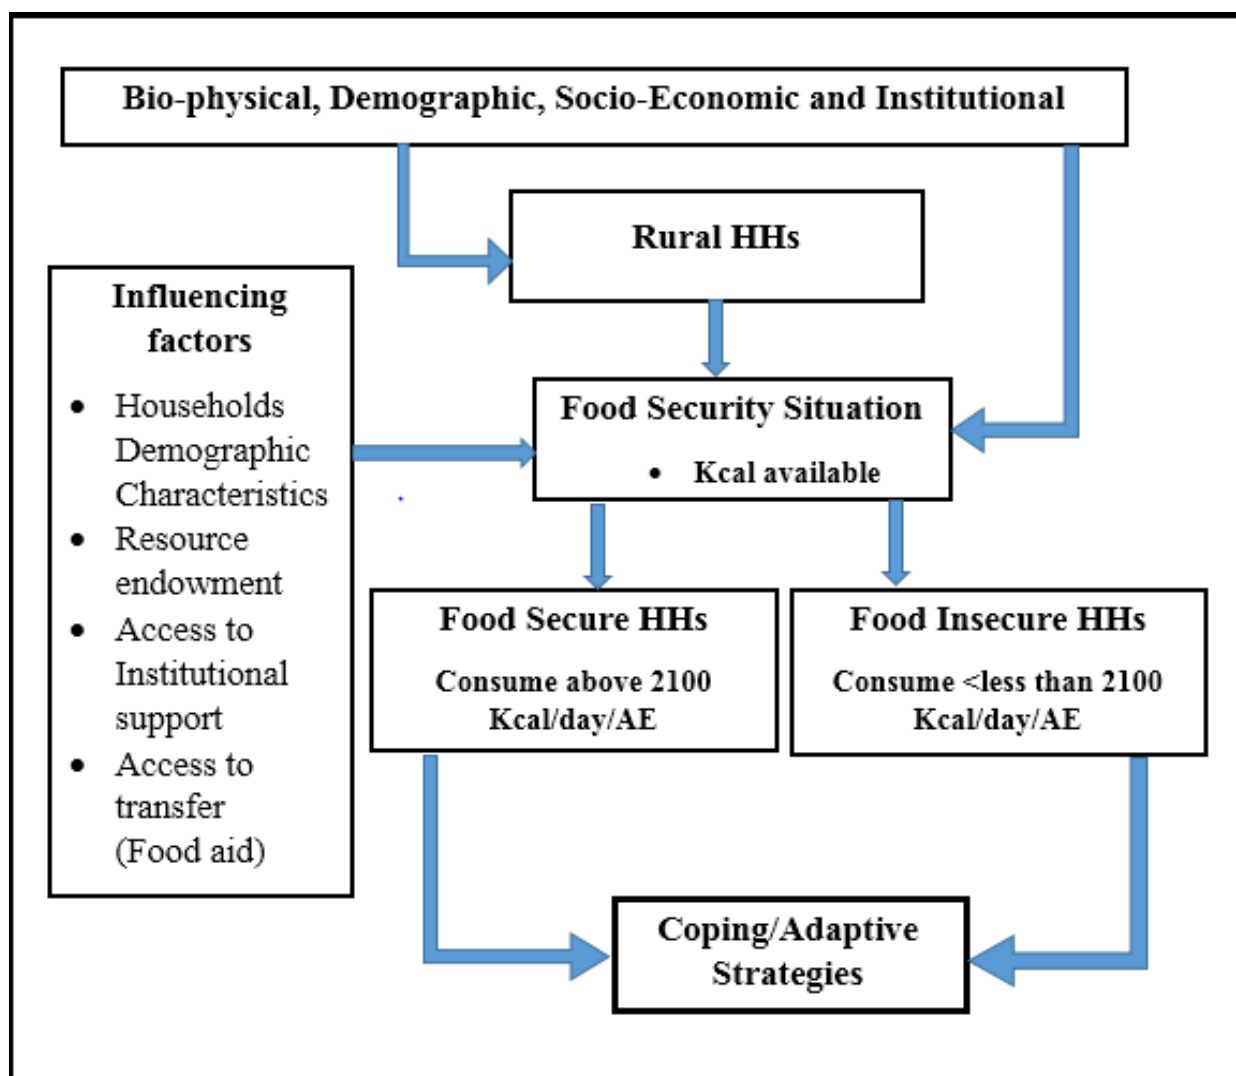 Bio-physical, Demographic, Socio-Economic and Institutional
Rural HHs
Influencing
factors
• Households
Demographic
Characteristics
• Resource
endowment
• Access to
Institutional
support
• Access to
transfer
(Food aid)
Food Security Situation
• Kcal available
Food Secure HHs
Consume above 2100
Kcal/day/AE
Food Insecure HHs
Consume <less than 2100
Kcal/day/AE
Coping/Adaptive
Strategies